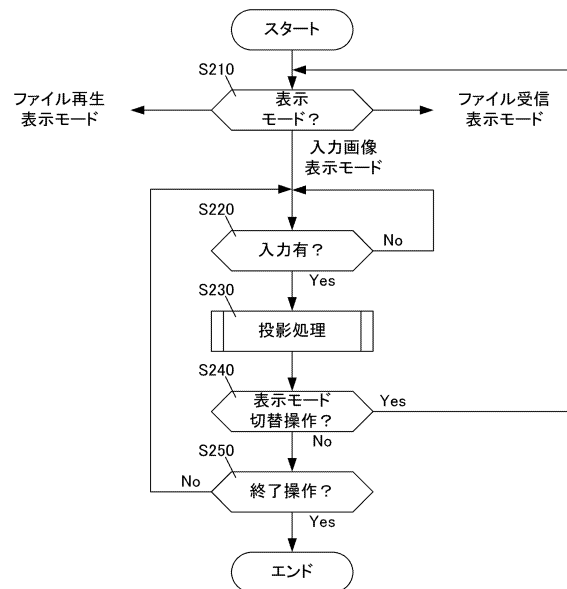 スタート
S210
表示
モード？
ファイル再生
表示モード
ファイル受信
表示モード
入力画像
表示モード
S220
入力有？
No
Yes
S230
投影処理
S240
表示モード
切替操作？
Yes
No
S250
終了操作？
No
Yes
エンド